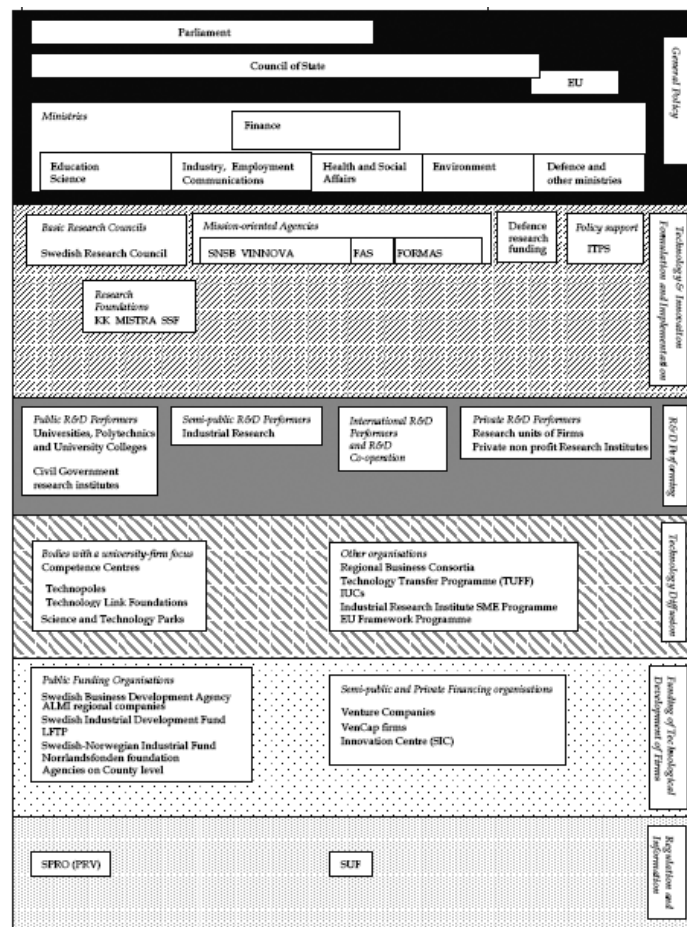 Parliament
Council of State
EU
General Policy
Ministries
Finance
Education
Science
Industry, Employment
Communications
Health and Social
Affairs
Environment
Defence and
other ministries
Basic Research Councils
Swedish Research Council
Mission-oriented Agencies
SNSB VINNOVA
FAS
FORMAS
Defence
research
funding
Policy support
ITPS
Technology & Innovation
Formulation and Implementation
Research
Foundations
KK MISTRA SSF
Public R&D Performers
Universities, Polytechnics
and University Colleges
Civil Government
research institutes
Semi-public R&D Performers
Industrial Research
International R&D
Performers
and R&D
Co-operation
Private R&D Performers
Research units of Firms
Private non profit Research Institutes
R&D Performing
Bodies with a university-firm focus
Competence Centres
Technopoles
Technology Link Foundations
Science and Technology Parks
Other organisations
Regional Business Consortia
Technology Transfer Programme (TUFF)
IUCs
Industrial Research Institute SME Programme
EU Framework Programme
Technology Diffusion
Public Funding Organisations
Swedish Business Development Agency
ALMI regional companies
Swedish Industrial Development Fund
LFTP
Swedish-Norwegian Industrial Fund
Norrlandsfonden foundation
Agencies on County level
Semi-public and Private Financing organisations
Venture Companies
VenCap firms
Innovation Centre (SIC)
Funding of Technological
Development of Firms
SPRO (PRV)
SUF
Regulation and
Information